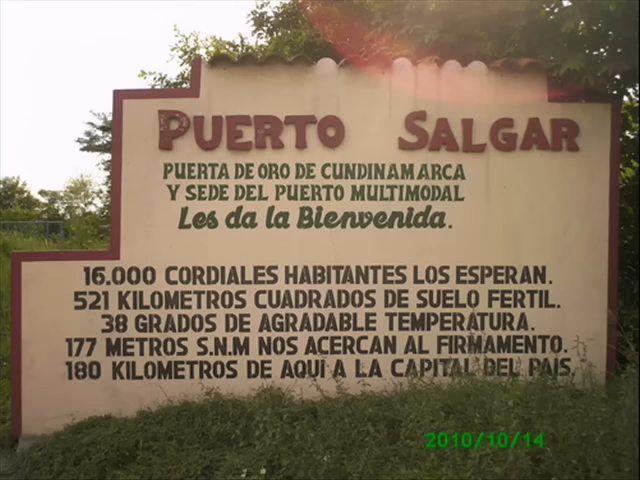 PUERTO SALGAR
PUERTA DE ORO DE CUNDINAMARCA
Y SEDE DEL PUERTO MULTIMODAL
Les da la Bienvenida.
16.000 CORDIALES HABITANTES LOS ESPERAN.
521 KILOMETROS CUADRADOS DE SUELO FERTIL.
38 GRADOS DE AGRADABLE TEMPERATURA.
177 METROS S.N.M NOS ACERCAN AL FIRMAMENTO.
180 KILOMETROS DE AQUÍ A LA CAPITAL DEL PAIS.
2010/10/14